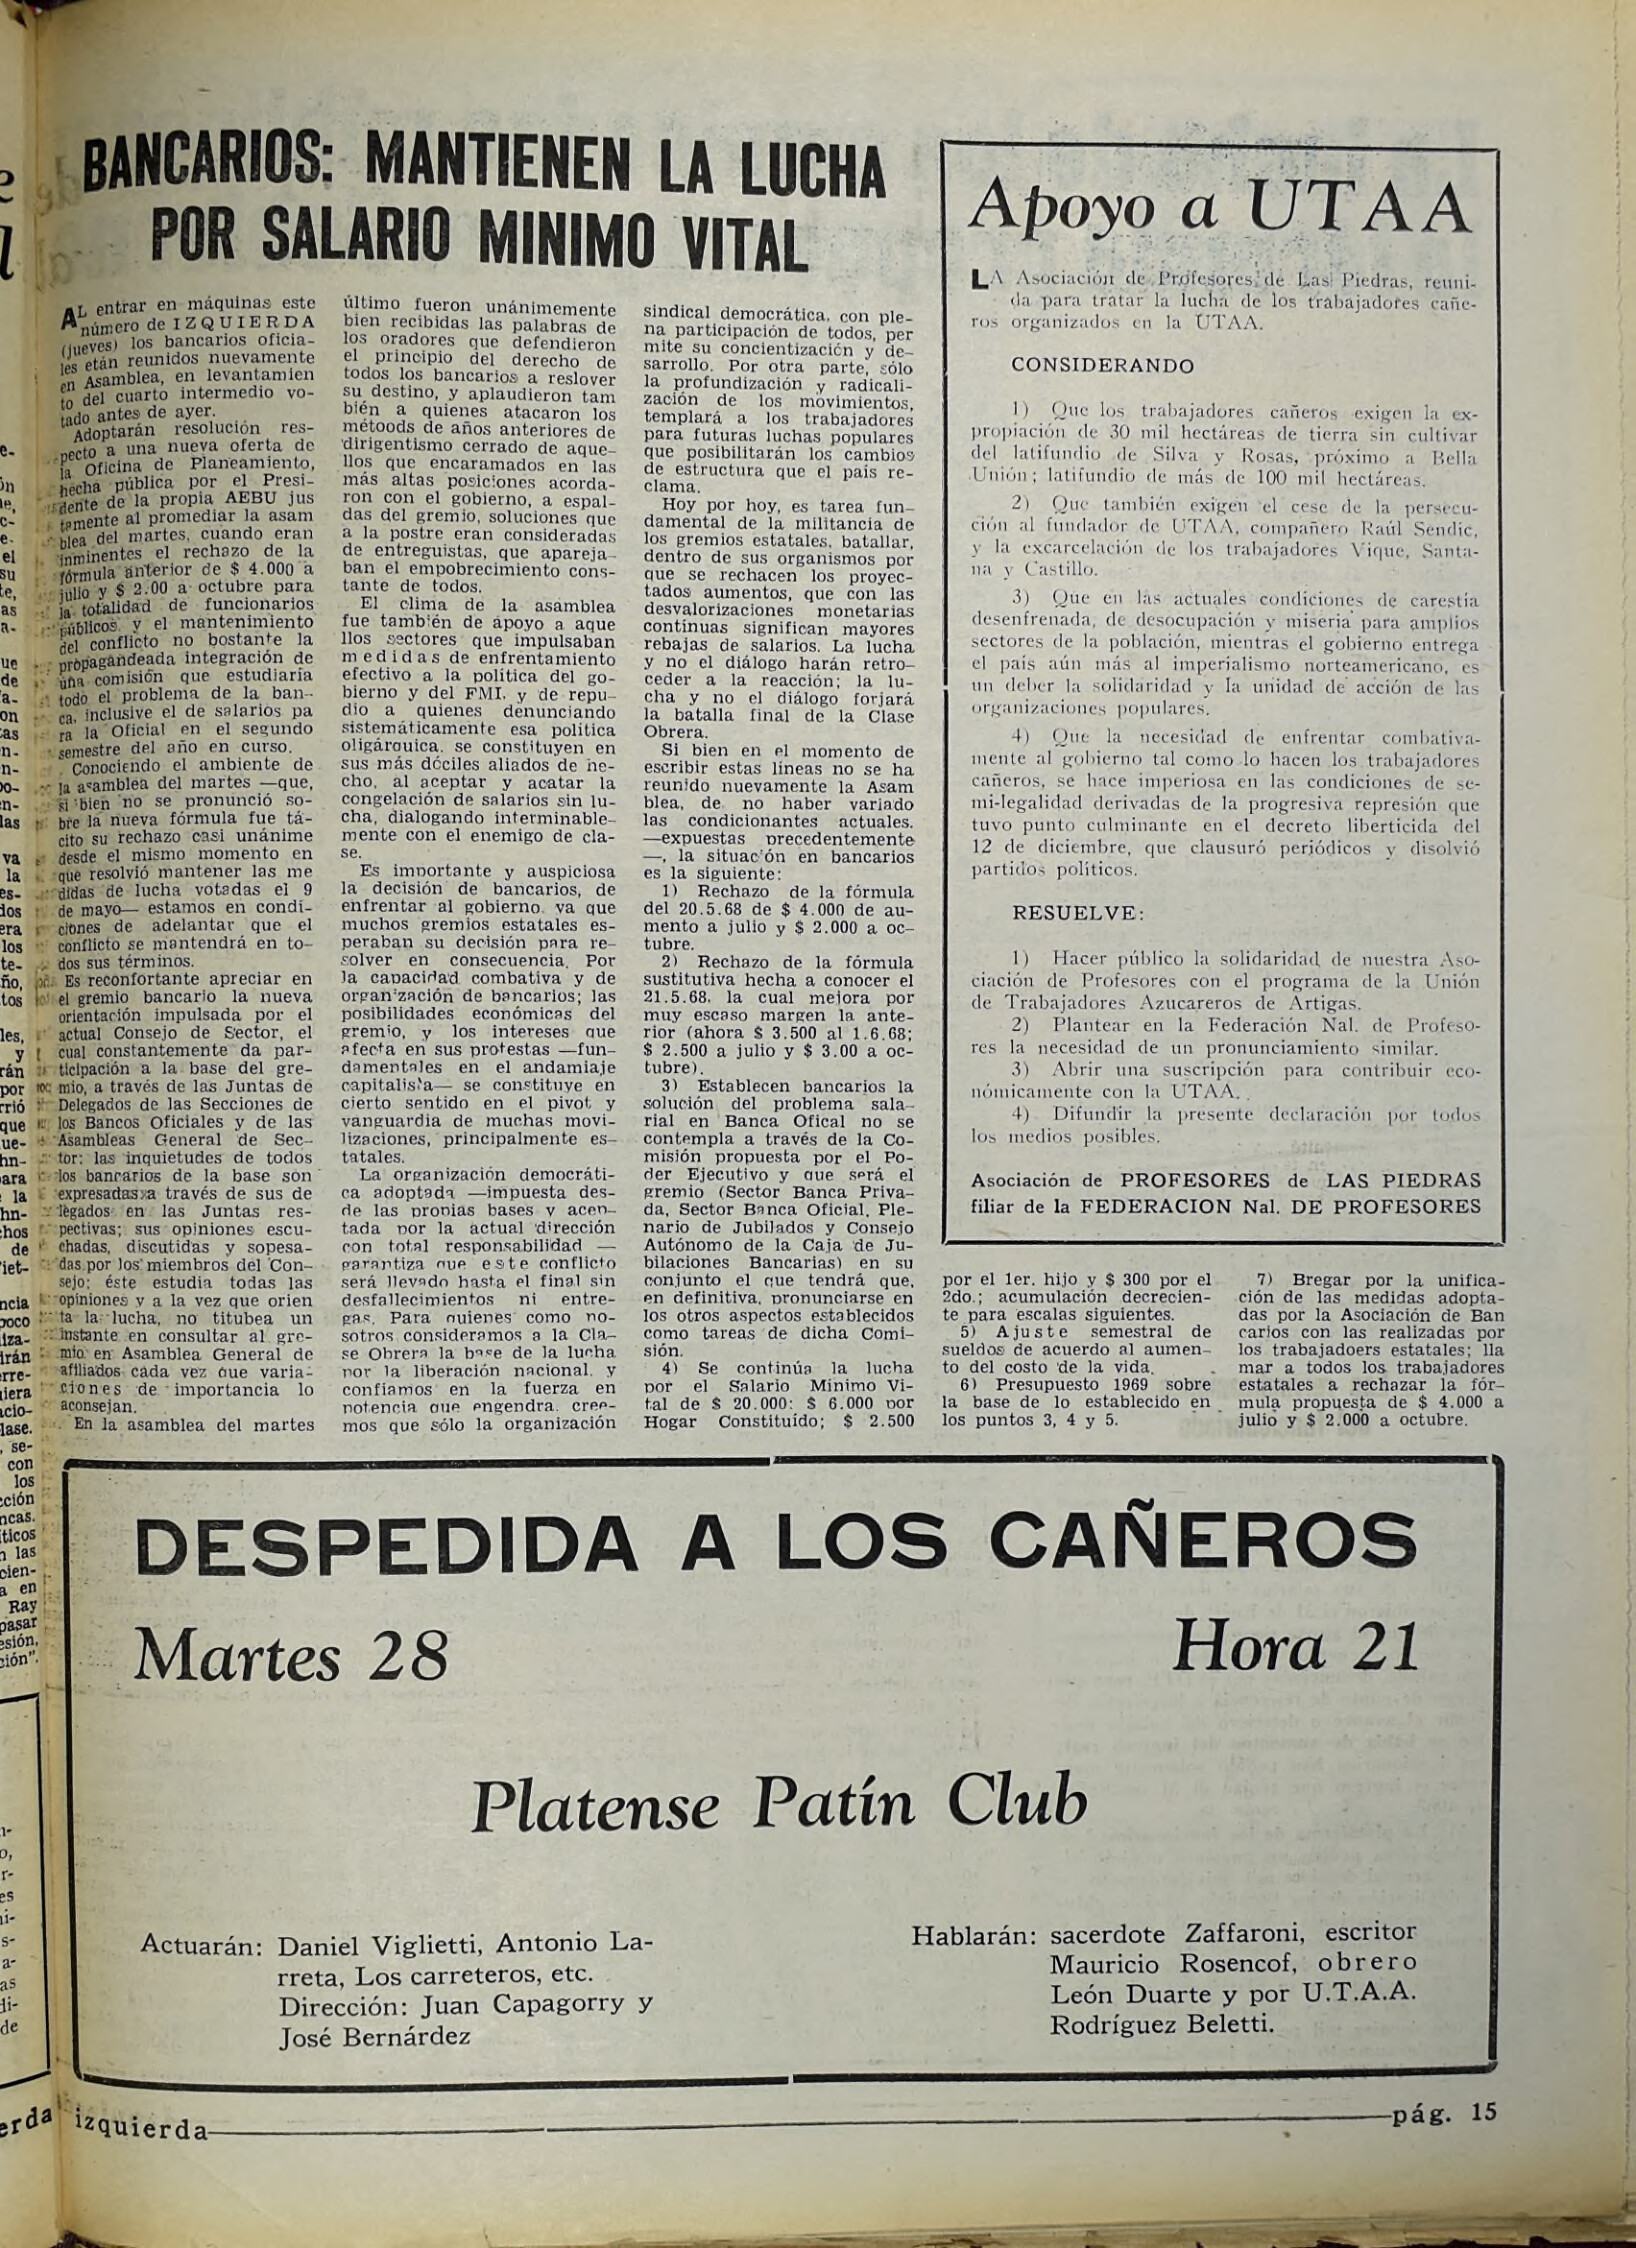 BANCARIOS: MANTIENEN LA LUCHA
POR SALARIO MINIMO VITAL
AL entrar en máquinas este
número de IZQUIERDA
(jueves) los bancarios oficia-
les etán reunidos nuevamente
en Asamblea, en levantamien
to del cuarto intermedio vo-
tado antes de ayer.
Adoptarán resolución res-
pecto a una nueva oferta de
la Oficina de Planeamiento,
hecha pública por el Presi-
dente de la propia AEBU jus
tamente al promediar la asam
blea del martes, cuando eran
inminentes el rechazo de la
fórmula anterior de $ 4.000 a
julio y $ 2.00 a octubre para
la totalidad de funcionarios
públicos y el mantenimiento
del conflicto no bostante la
propagandeada integración de
una comisión que estudiaría
todo el problema de la ban-
ca, inclusive el de salarios pa
ra la Oficial en el segundo
semestre del año en curso.
Conociendo el ambiente de
la asamblea del martes —que,
si bien no se pronunció so-
bre la nueva fórmula fue tá-
cito su rechazo casi unánime
desde el mismo momento en
que resolvió mantener las me
didas de lucha votadas el 9
de mayo— estamos en condi-
ciones de adelantar que el
conflicto se mantendrá en to-
dos sus términos.
Es reconfortante apreciar en
el gremio bancario la nueva
orientación impulsada por el
actual Consejo de Sector, el
cual constantemente da par-
ticipación a la base del gre-
mio, a través de las Juntas de
Delegados de las Secciones de
los Bancos Oficiales y de las
Asambleas General de Sec-
tor; las inquietudes de todos
los bancarios de la base son
expresadas a través de sus de
legados en las Juntas res-
pectivas; sus opiniones escu-
chadas, discutidas y sopesa-
das por los miembros del Con-
sejo; éste estudia todas las
opiniones y a la vez que orien
ta la lucha, no titubea un
instante en consultar al gre-
mio en Asamblea General de
afiliados cada vez que varia-
ciones de importancia lo
aconsejan.
En la asamblea del martes
último fueron unánimemente
bien recibidas las palabras de
los oradores que defendieron
el principio del derecho de
todos los bancarios a reslover
su destino, y aplaudieron tam
bién a quienes atacaron los
métoods de años anteriores de
dirigentismo cerrado de aque-
llos que encaramados en las
más altas posiciones acorda-
ron con el gobierno, a espal-
das del gremio, soluciones que
a la postre eran consideradas
de entreguistas, que apareja-
ban el empobrecimiento cons-
tante de todos.
El clima de la asamblea
fue también de apoyo a aque
llos sectores que impulsaban
medidas de enfrentamiento
efectivo a la política del go-
bierno y del FMI, y de repu-
dio a quienes denunciando
sistemáticamente esa política
oligárquica, se constituyen en
sus más dóciles aliados de he-
cho, al aceptar y acatar la
congelación de salarios sin lu-
cha, dialogando interminable-
mente con el enemigo de cla-
se.
Es importante y auspiciosa
la decisión de bancarios, de
enfrentar al gobierno, ya que
muchos gremios estatales es-
peraban su decisión para re-
solver en consecuencia. Por
la capacidad combativa y de
organización de bancarios; las
posibilidades económicas del
gremio, y los intereses que
afecta en sus protestas —fun-
damentales en el andamiaje
capitalista— se constituye en
cierto sentido en el pivot y
vanguardia de muchas movi-
lizaciones, principalmente es-
tatales.
La organización democráti-
ca adoptada —impuesta des-
de las propias bases y acen-
tada por la actual dirección
con total responsabilidad —
garantiza que este conflicto
será llevado hasta el final sin
desfallecimientos ni entre-
gas. Para quienes como no-
sotros consideramos a la Cla-
se Obrera la base de la lucha
por la liberación nacional, y
confiamos en la fuerza en
potencia que engendra, cree-
mos que sólo la organización
sindical democrática, con ple-
na participación de todos, per
mite su concientización y de-
sarrollo. Por otra parte, sólo
la profundización y radicali-
zación de los movimientos,
templará a los trabajadores
para futuras luchas populares
que posibilitarán los cambios
de estructura que el país re-
clama.
Hoy por hoy, es tarea fun-
damental de la militancia de
los gremios estatales, batallar,
dentro de sus organismos por
que se rechacen los proyec-
tados aumentos, que con las
desvalorizaciones monetarias
continuas significan mayores
rebajas de salarios. La lucha
y no el diálogo harán retro-
ceder a la reacción; la lu-
cha y no el diálogo forjará
la batalla final de la Clase
Obrera.
Si bien en el momento de
escribir estas líneas no se ha
reunido nuevamente la Asam
blea, de no haber variado
las condicionantes actuales,
—expuestas precedentemente
—, la situación en bancarios
es la siguiente:
1) Rechazo de la fórmula
del 20.5.68 de $ 4.000 de au-
mento a julio y $ 2.000 a oc-
tubre.
2) Rechazo de la fórmula
sustitutiva hecha a conocer el
21.5.68, la cual mejora por
muy escaso margen la ante-
rior (ahora $ 3.500 al 1.6.68;
$ 2.500 a julio y $ 3.00 a oc-
tubre).
3) Establecen bancarios la
solución del problema sala-
rial en Banca Ofical no se
contempla a través de la Co-
misión propuesta por el Po-
der Ejecutivo y que será el
gremio (Sector Banca Priva-
da, Sector Banca Oficial, Ple-
nario de Jubilados y Consejo
Autónomo de la Caja de Ju-
bilaciones Bancarias) en su
conjunto el que tendrá que,
en definitiva, pronunciarse en
los otros aspectos establecidos
como tareas de dicha Comi-
sión.
4) Se continúa la lucha
por el Salario Mínimo Vi-
tal de $ 20.000: $ 6.000 por
Hogar Constituído; $ 2.500
por el 1er. hijo y $ 300 por el
2do.; acumulación decrecien-
te para escalas siguientes.
5) Ajuste semestral de
sueldos de acuerdo al aumen-
to del costo de la vida.
6) Presupuesto 1969 sobre
la base de lo establecido en
los puntos 3, 4 y 5.
7) Bregar por la unifica-
ción de las medidas adopta-
das por la Asociación de Ban
carios con las realizadas por
los trabajadoers estatales; lla
mar a todos los trabajadores
estatales a rechazar la fór-
mula propuesta de $ 4.000 a
julio y $ 2.000 a octubre.
Apoyo a UTAA
LA Asociación de Profesores de Las Piedras, reuni-
da para tratar la lucha de los trabajadores cañe-
ros organizados en la UTAA.
CONSIDERANDO
1) Que los trabajadores cañeros exigen la ex-
propiación de 30 mil hectáreas de tierra sin cultivar
del latifundio de Silva y Rosas, próximo a Bella
Unión; latifundio de más de 100 mil hectáreas.
2) Que también exigen el cese de la persecu-
ción al fundador de UTAA, compañero Raúl Sendic,
y la excarcelación de los trabajadores Vique, Santa-
na y Castillo.
3) Que en las actuales condiciones de carestía
desenfrenada, de desocupación y miseria para amplios
sectores de la población, mientras el gobierno entrega
el país aún más al imperialismo norteamericano, es
un deber la solidaridad y la unidad de acción de las
organizaciones populares.
4) Que la necesidad de enfrentar combativa-
mente al gobierno tal como lo hacen los trabajadores
cañeros, se hace imperiosa en las condiciones de se-
mi-legalidad derivadas de la progresiva represión que
tuvo punto culminante en el decreto liberticida del
12 de diciembre, que clausuró periódicos y disolvió
partidos políticos.
RESUELVE:
1) Hacer público la solidaridad de nuestra Aso-
ciación de Profesores con el programa de la Unión
de Trabajadores Azucareros de Artigas.
2) Plantear en la Federación Nal. de Profeso-
res la necesidad de un pronunciamiento similar.
3) Abrir una suscripción para contribuir eco-
nómicamente con la UTAA.
4) Difundir la presente declaración por todos
los medios posibles.
Asociación de PROFESORES de LAS PIEDRAS
filiar de la FEDERACION Nal. DE PROFESORES
DESPEDIDA A LOS CAÑEROS
Martes 28 Hora 21
Platense Patín Club
Actuarán: Daniel Viglietti, Antonio La-
rreta, Los carreteros, etc.
Dirección: Juan Capagorry y
José Bernárdez
Hablarán: sacerdote Zaffaroni, escritor
Mauricio Rosencof, obrero
León Duarte y por U.T.A.A.
Rodríguez Beletti.
izquierda pág. 15